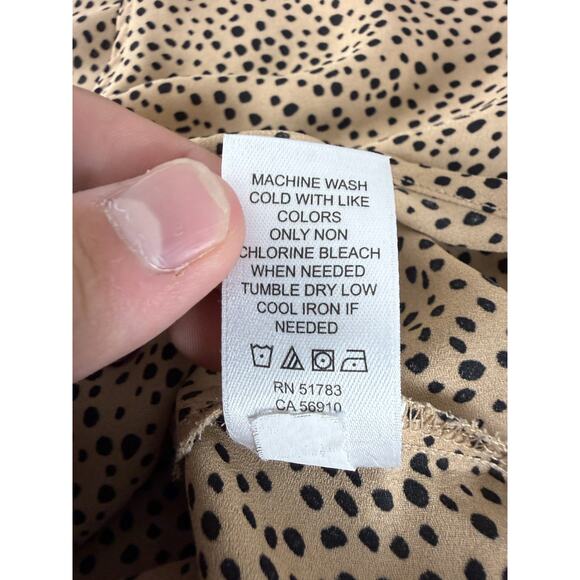 MACHINE WASH
COLD WITH LIKE
COLORS
ONLY NON
CHLORINE BLEACH
WHEN NEEDED
TUMBLE DRY LOW
COOL IRON IF
NEEDED
RN 51783
CA 56910